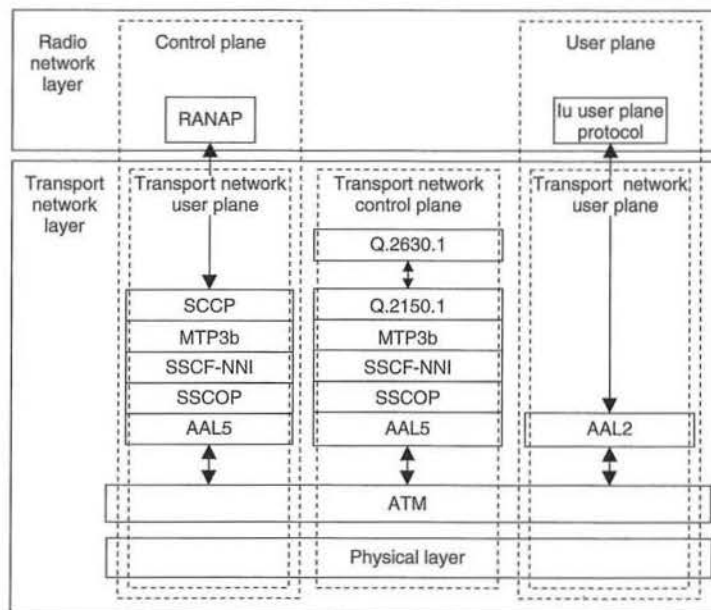 Radio
network
layer
Control plane
User plane
RANAP
Iu user plane
protocol
Transport
network
layer
Transport network
user plane
Transport network
control plane
Transport network
user plane
Q.2630.1
SCCP
MTP3b
SSCF-NNI
SSCOP
AAL5
Q.2150.1
MTP3b
SSCF-NNI
SSCOP
AAL5
AAL2
ATM
Physical layer